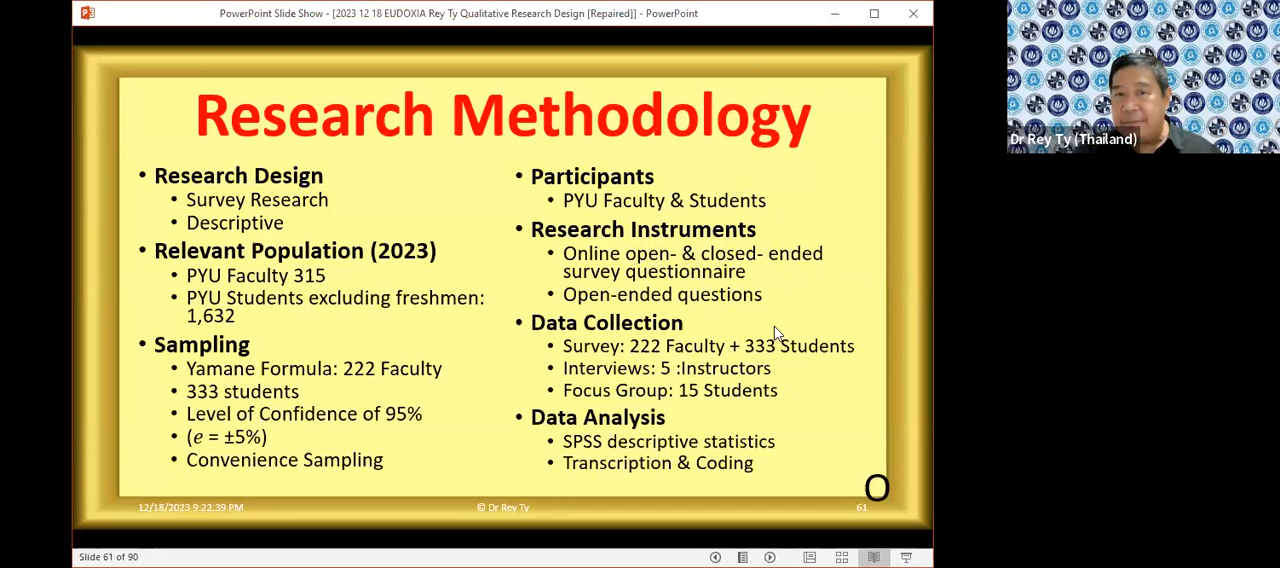 PowerPoint Slide Show - [2023 12 18 EUDOXIA Rey Ty Qualitative Research Design [Repaired]] - PowerPoint
Research Methodology
• Research Design
• Survey Research
• Descriptive
• Relevant Population (2023)
• PYU Faculty 315
• PYU Students excluding freshmen:
1,632
• Sampling
• Yamane Formula: 222 Faculty
• 333 students
• Level of Confidence of 95%
• (e = ±5%)
• Convenience Sampling
• Participants
• PYU Faculty & Students
• Research Instruments
• Online open- & closed- ended
survey questionnaire
• Open-ended questions
• Data Collection
• Survey: 222 Faculty + 333 Students
• Interviews: 5 :Instructors
• Focus Group: 15 Students
• Data Analysis
• SPSS descriptive statistics
• Transcription & Coding
O
12/18/2023 9:22:39 PM
© Dr Rey Ty
61
Slide 61 of 90
Dr Rey Ty (Thailand)